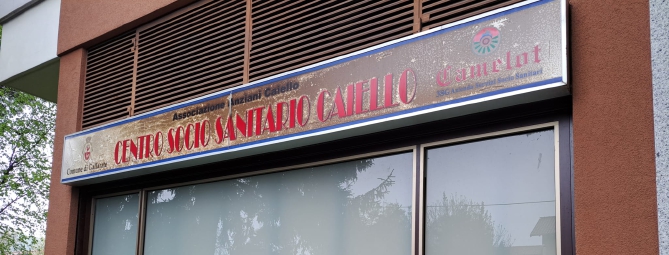 Associazione Anziani Caiello
CENTRO SOCIO SANITARIO CAIELLO
Comune di Gallarate
Camelot